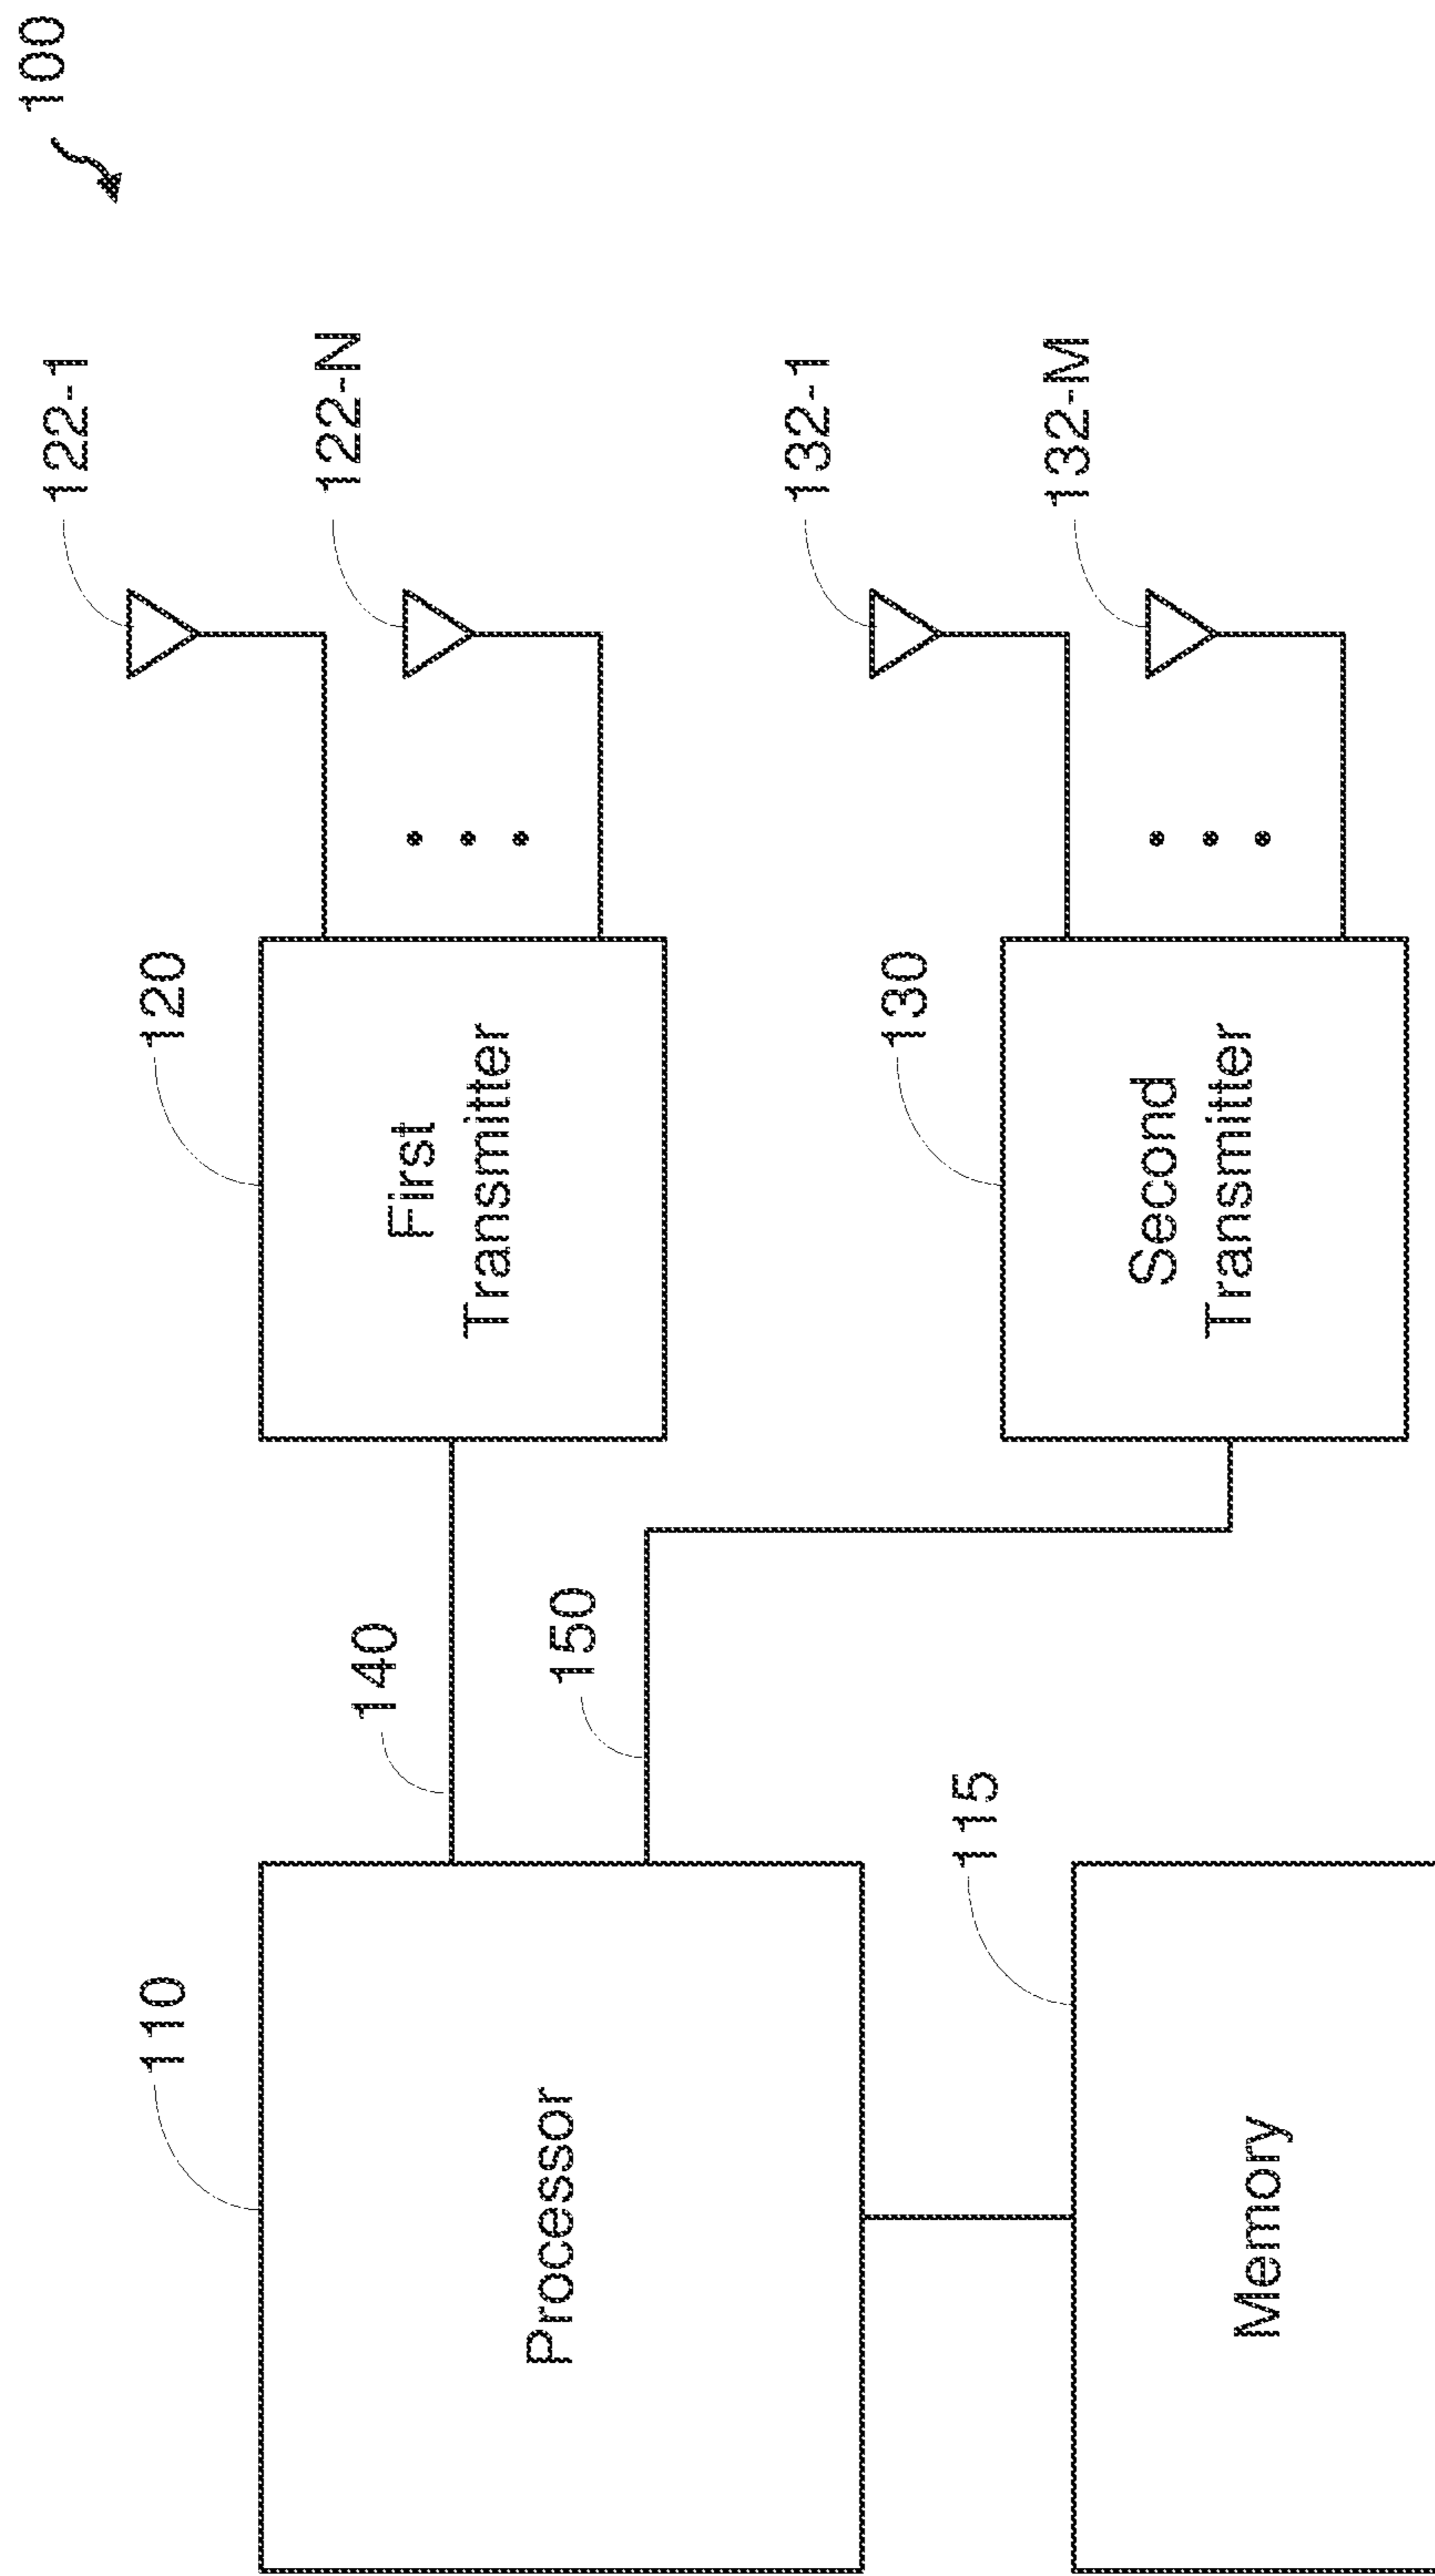 100
122-1
122-N
132-1
132-M
120
First
Transmitter
130
Second
Transmitter
140
150
110
Processor
115
Memory